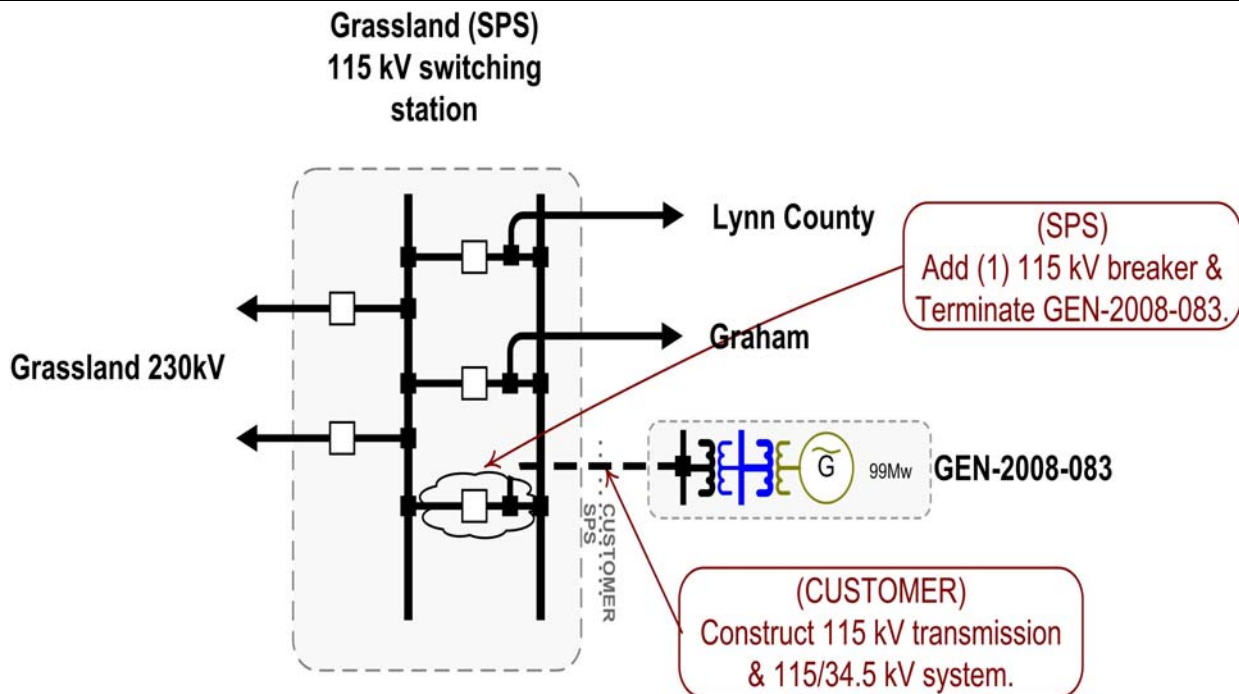 Grassland (SPS)
115 kV switching
station
Lynn County
(SPS)
Add (1) 115 kV breaker &
Terminate GEN-2008-083.
Graham
Grassland 230kV
G
99Mw
GEN-2008-083
CUSTOMER
SPS
(CUSTOMER)
Construct 115 kV transmission
& 115/34.5 kV system.